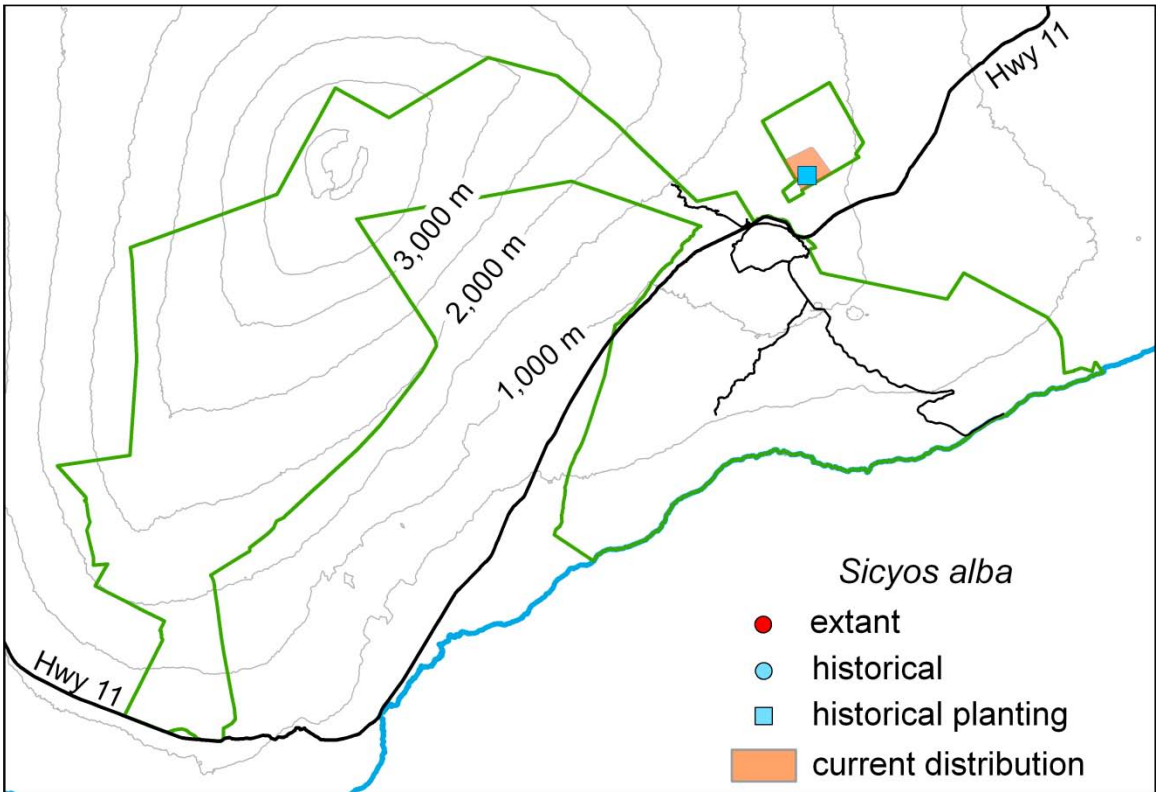 Hwy 11
3,000 m
2,000 m
1,000 m
Hwy 11
Sicyos alba
extant
historical
historical planting
current distribution